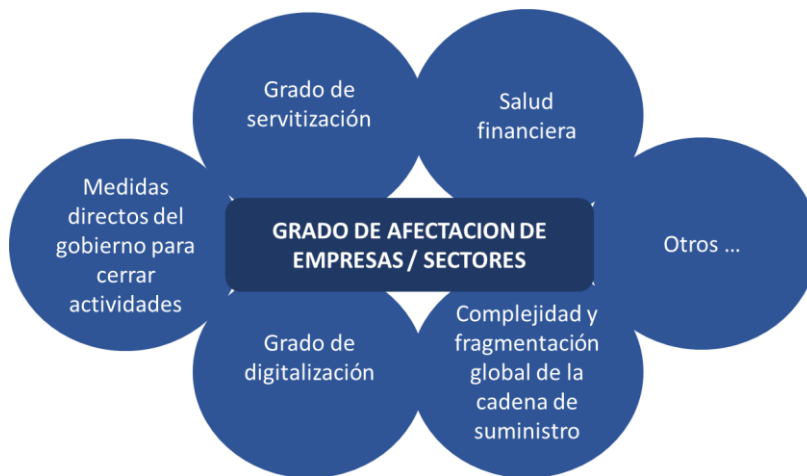 Grado de
servitización
Salud
financiera
Medidas
directos del
gobierno para
cerrar
actividades
GRADO DE AFECTACION DE
EMPRESAS / SECTORES
Otros ...
Grado de
digitalización
Complejidad y
fragmentación
global de la
cadena de
suministro